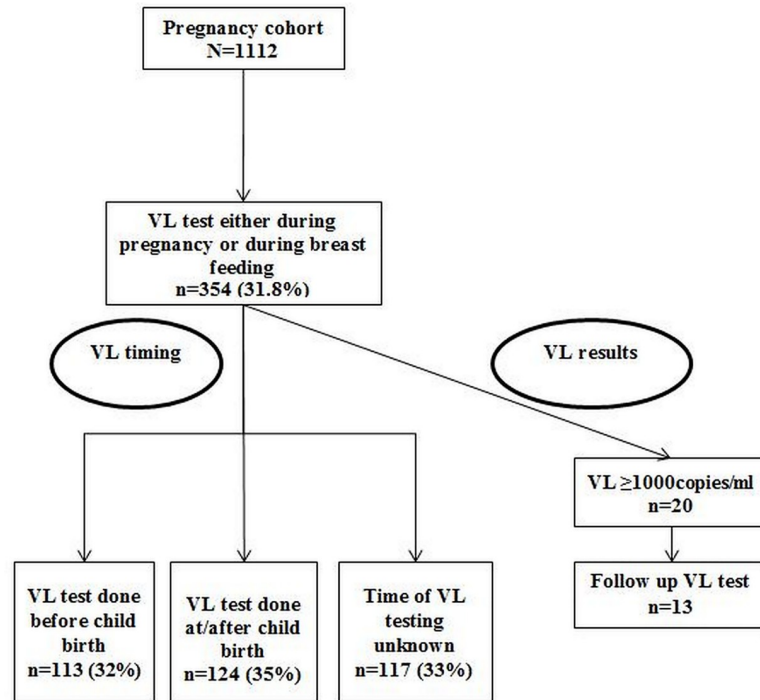 Pregnancy cohort
N=1112
VL test either during
pregnancy or during breast
feeding
n=354 (31.8%)
VL timing
VL results
VL ≥1000copies/ml
n=20
VL test done
before child
birth
n=113 (32%)
VL test done
at/after child
birth
n=124 (35%)
Time of VL
testing
unknown
n=117 (33%)
Follow up VL test
n=13